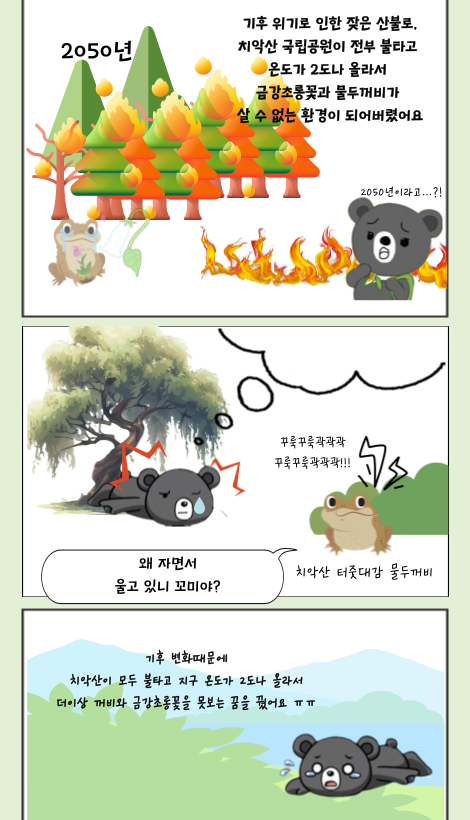 2050년
기후 위기로 인한 잦은 산불로,
치악산 국립공원이 전부 불타고
온도가 2도나 올라서
금강초롱꽃과 물두꺼비가
살 수 없는 환경이 되어버렸어요
2050년이라고...?!
꾸룩꾸룩콱콱콱
꾸룩꾸룩콱콱콱!!!
왜 자면서
울고 있니 꼬미야?
치악산 터줏대감 물두꺼비
기후 변화때문에
치악산이 모두 불타고 지구 온도가 2도나 올라서
더이상 꺼비와 금강초롱꽃을 못보는 꿈을 꿨어요 ㅠㅠ